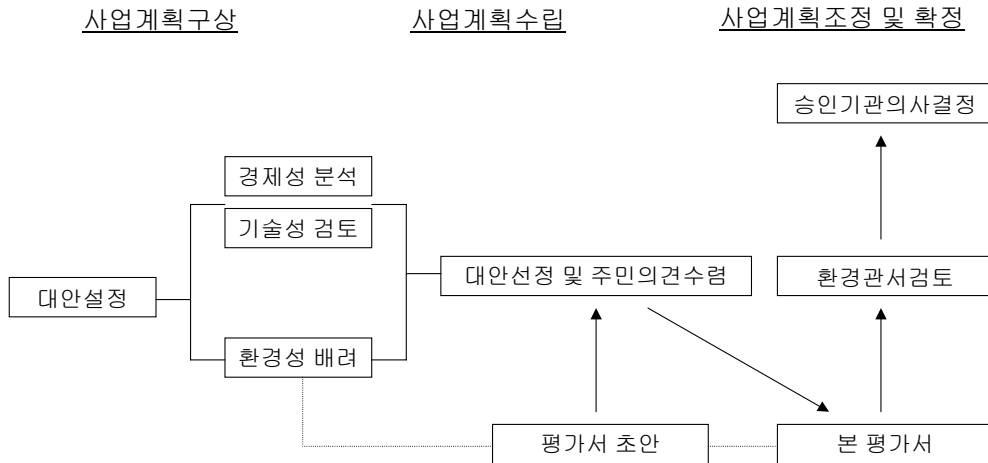 사업계획구상
사업계획수립
사업계획조정 및 확정
승인기관의사결정
경제성 분석
기술성 검토
대안설정
대안선정 및 주민의견수렴
환경관서검토
환경성 배려
평가서 초안
본 평가서